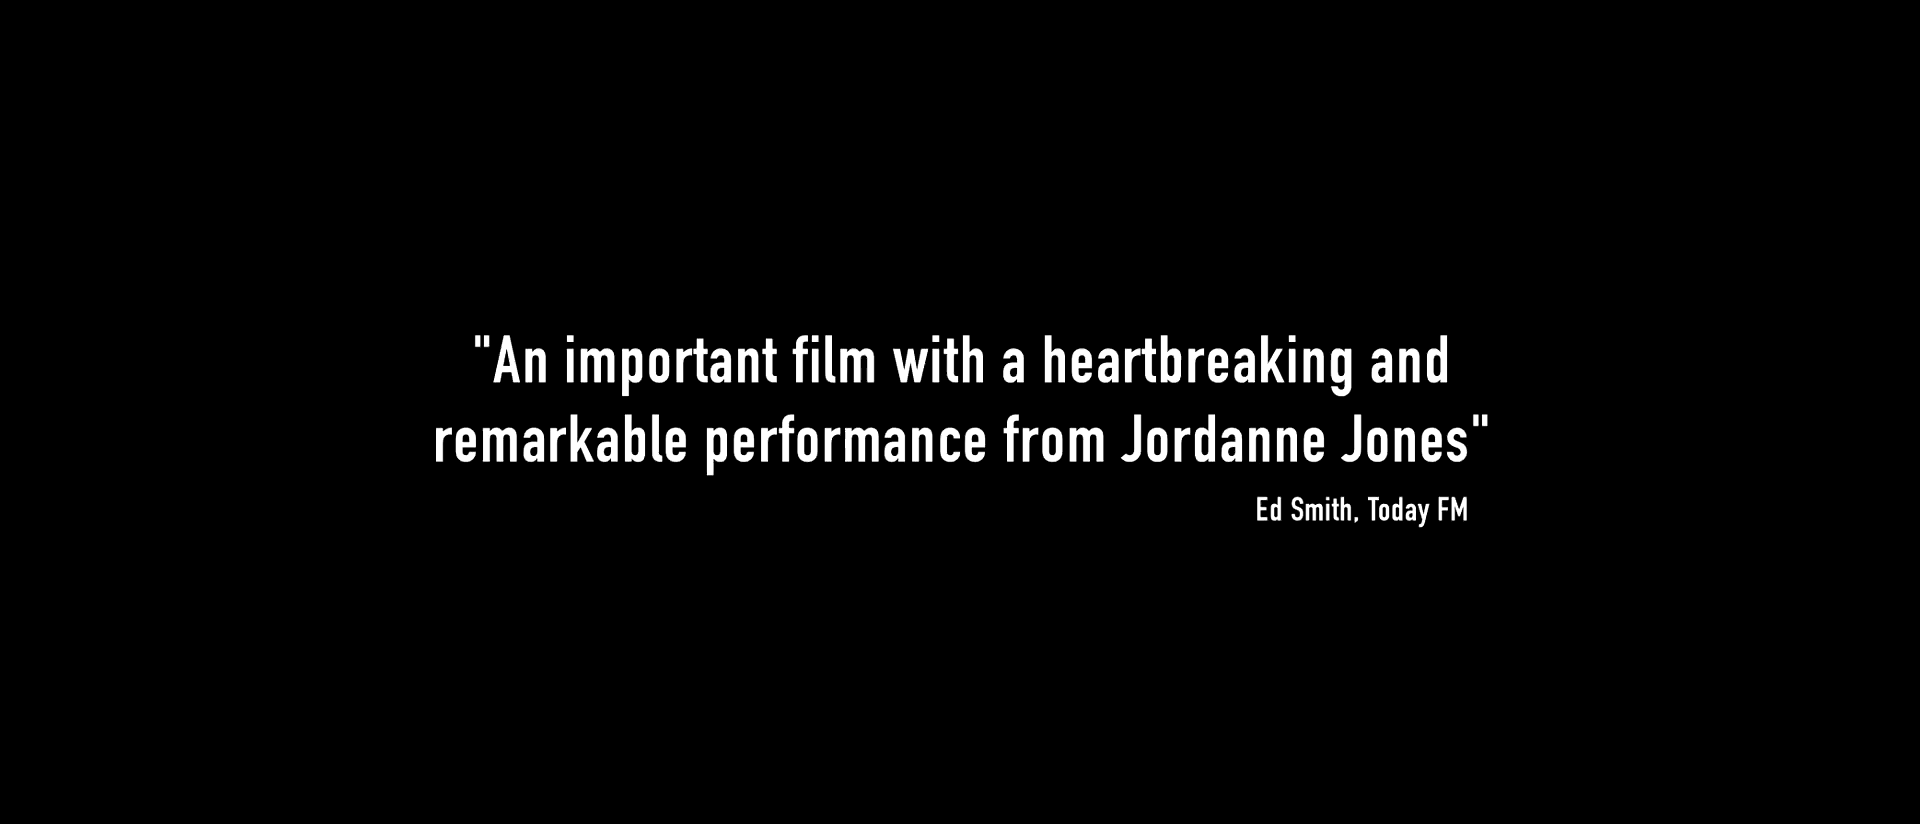 "An important film with a heartbreaking and
remarkable performance from Jordanne Jones"
Ed Smith, Today FM